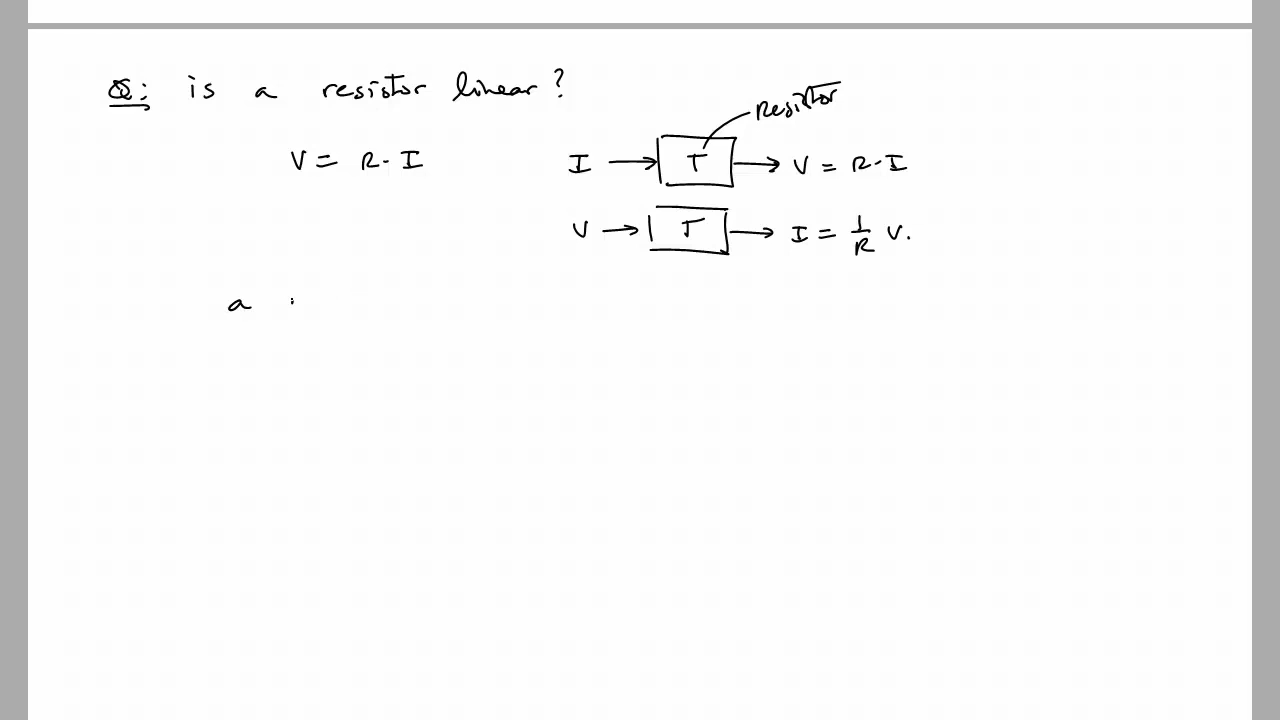 Q: is a resistor linear?
Resistor
V = R · I
I → T → V = R · I
V → T → I = 1/R V.
a